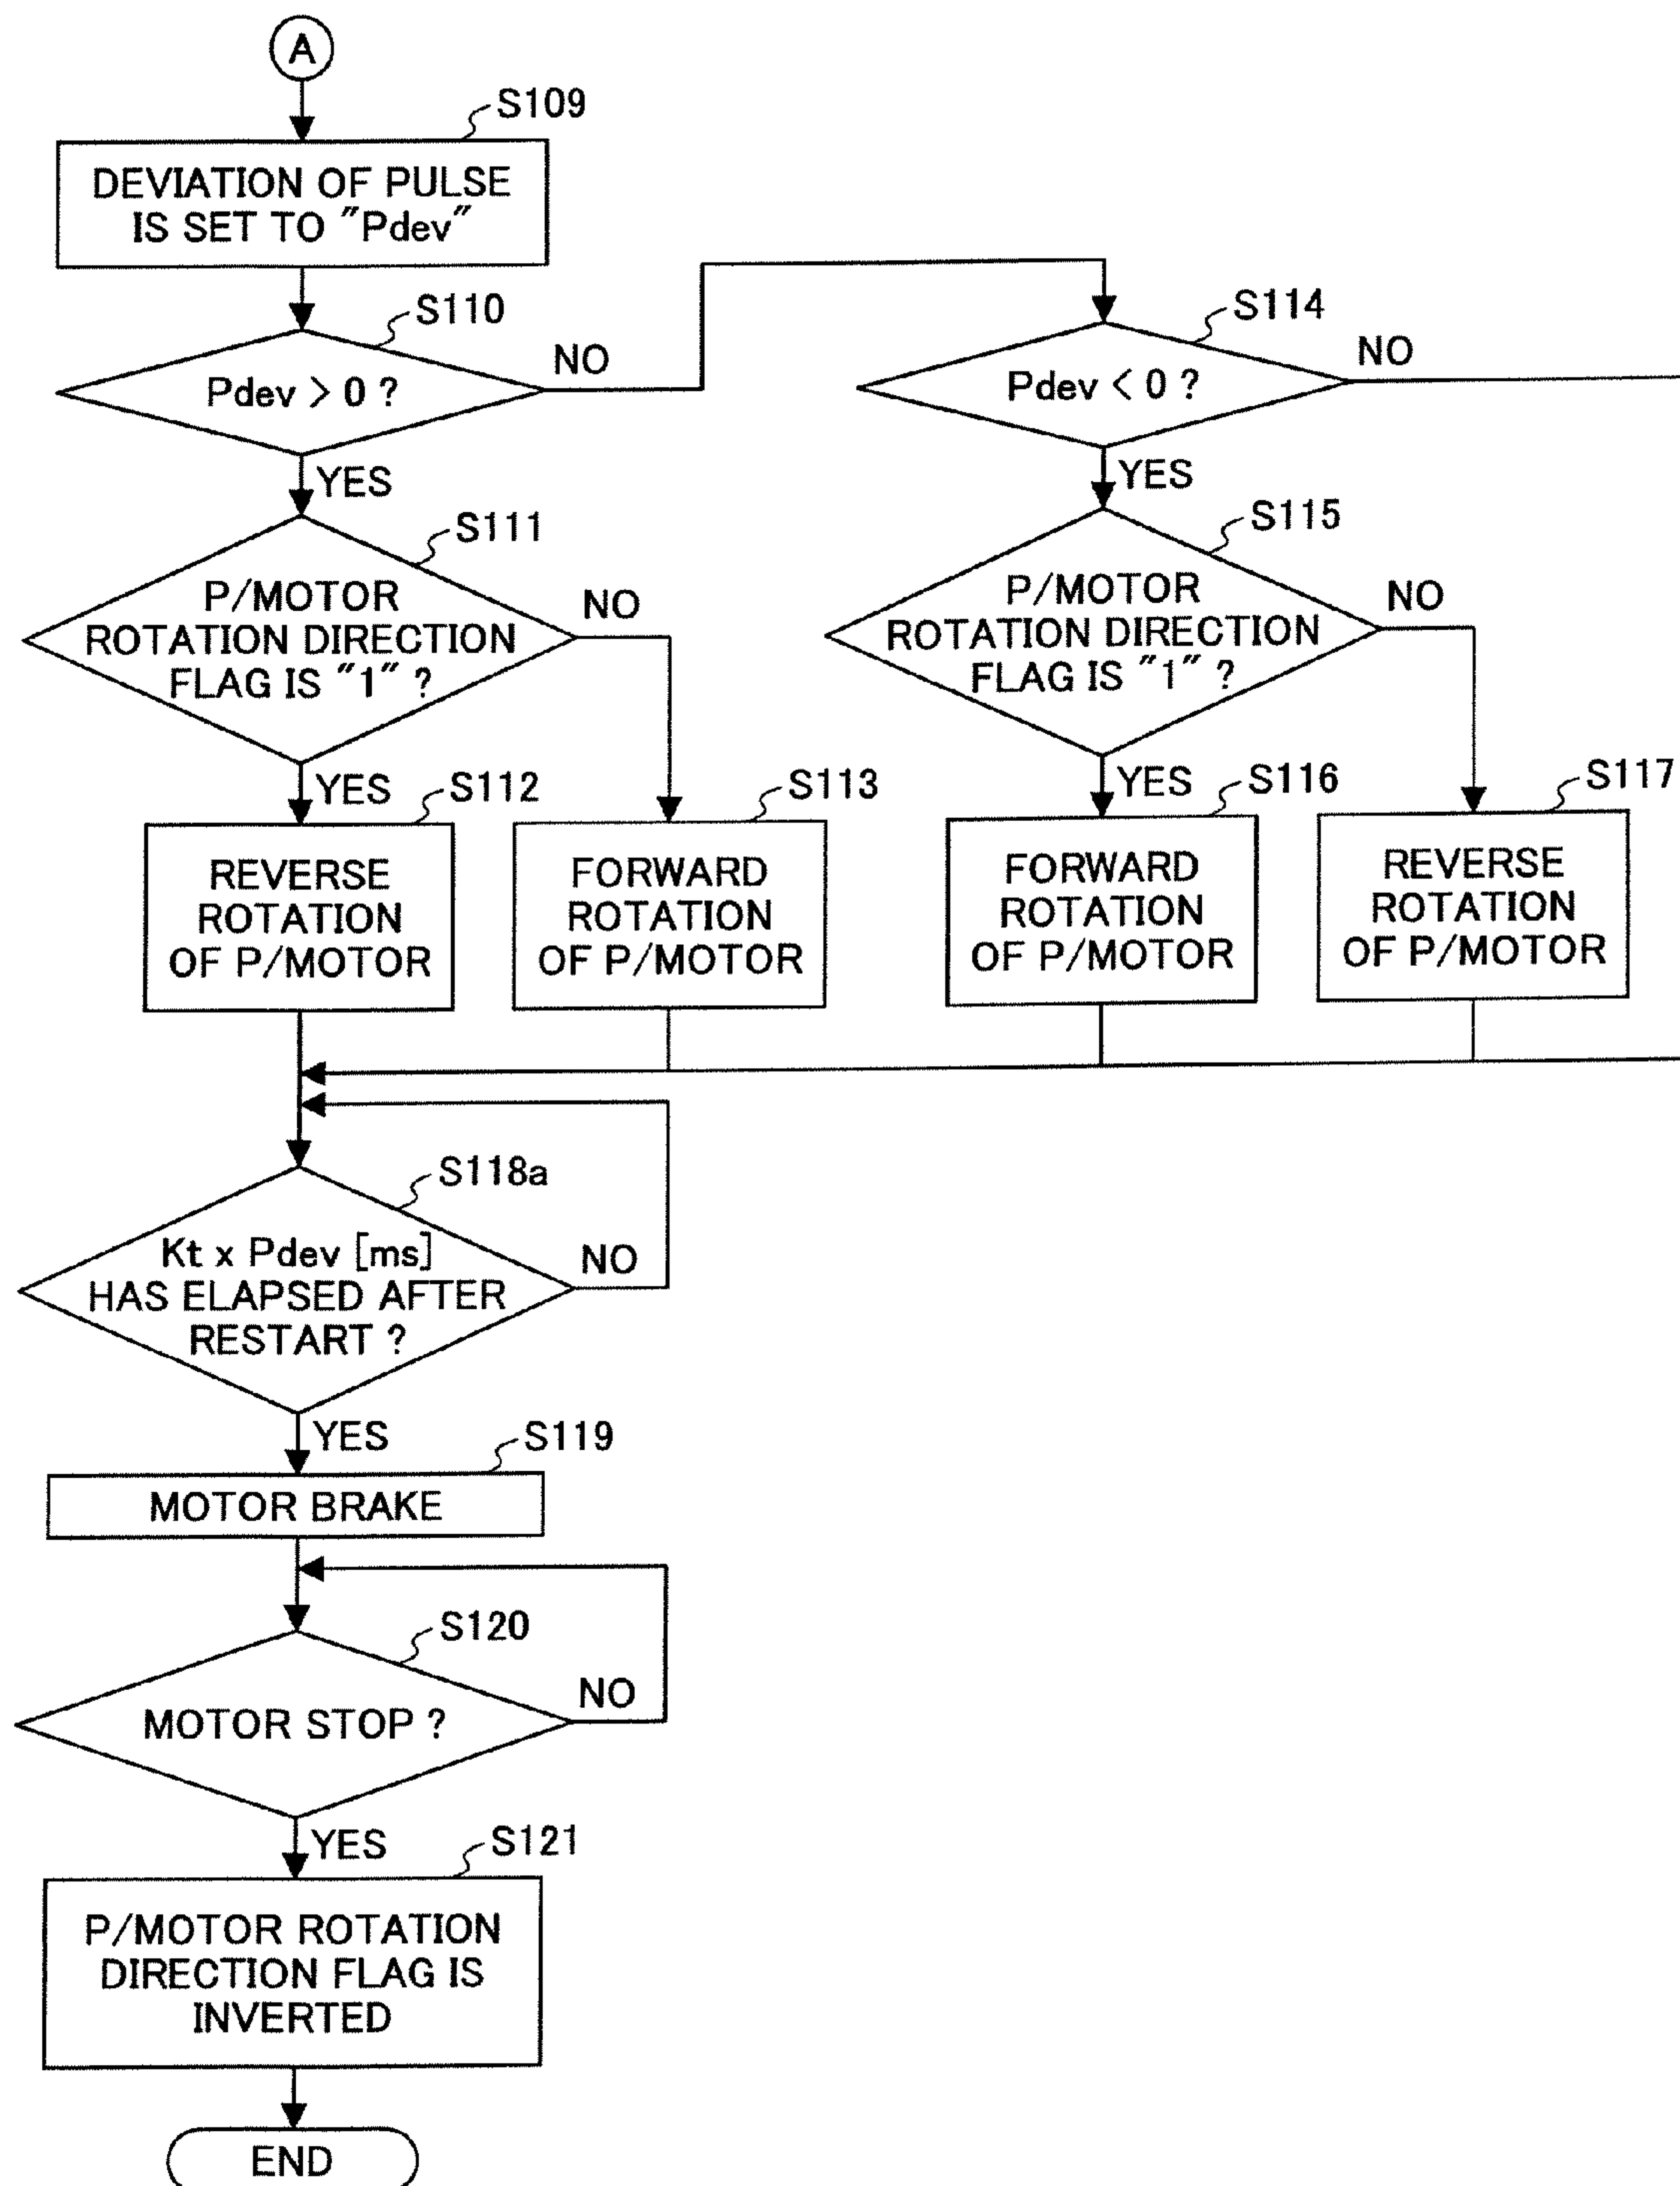 A
S109
DEVIATION OF PULSE
IS SET TO "Pdev"
S110
Pdev > 0 ?
NO
YES
S114
Pdev < 0 ?
NO
YES
S111
P/MOTOR
ROTATION DIRECTION
FLAG IS "1" ?
NO
YES
S115
P/MOTOR
ROTATION DIRECTION
FLAG IS "1" ?
NO
YES
S112
REVERSE
ROTATION
OF P/MOTOR
S113
FORWARD
ROTATION
OF P/MOTOR
S116
FORWARD
ROTATION
OF P/MOTOR
S117
REVERSE
ROTATION
OF P/MOTOR
S118a
Kt x Pdev [ms]
HAS ELAPSED AFTER
RESTART ?
NO
YES
S119
MOTOR BRAKE
S120
MOTOR STOP ?
NO
YES
S121
P/MOTOR ROTATION
DIRECTION FLAG IS
INVERTED
END